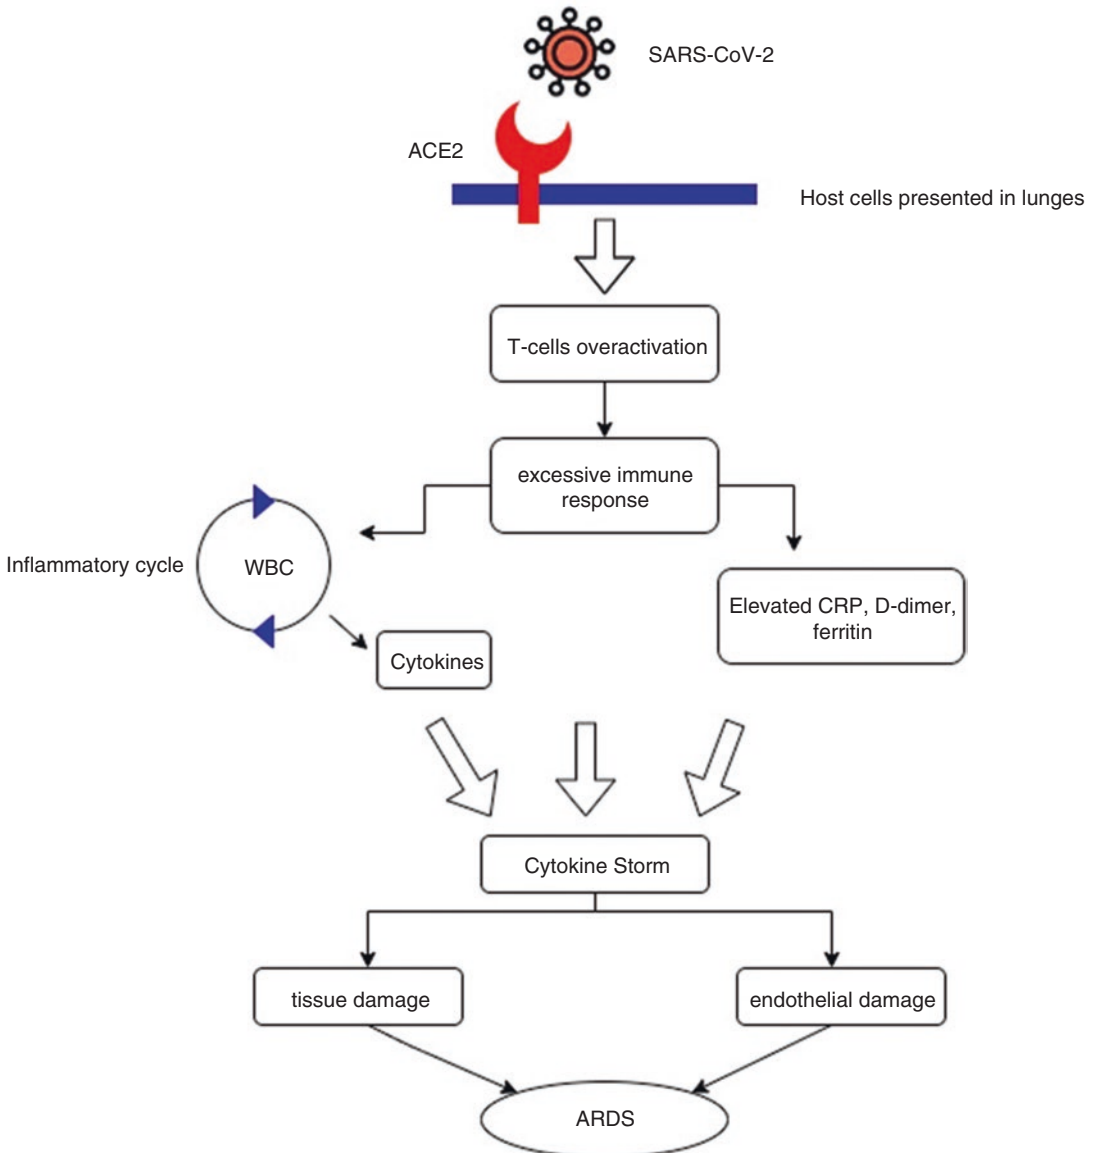 SARS-CoV-2
ACE2
Host cells presented in lunges
T-cells overactivation
excessive immune
response
Inflammatory cycle
WBC
Elevated CRP, D-dimer,
ferritin
Cytokines
Cytokine Storm
tissue damage
endothelial damage
ARDS